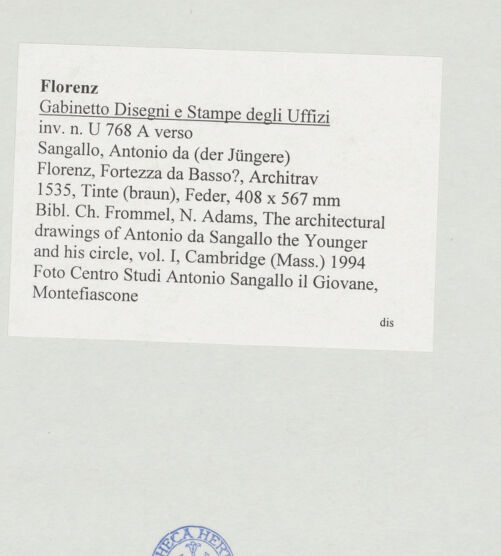 Florenz
Gabinetto Disegni e Stampe degli Uffizi
inv. n. U 768 A verso
Sangallo, Antonio da (der Jüngere)
Florenz, Fortezza da Basso?, Architrav
1535, Tinte (braun), Feder, 408 x 567 mm
Bibl. Ch. Frommel, N. Adams, The architectural
drawings of Antonio da Sangallo the Younger
and his circle, vol. I, Cambridge (Mass.) 1994
Foto Centro Studi Antonio Sangallo il Giovane,
Montefiascone
dis